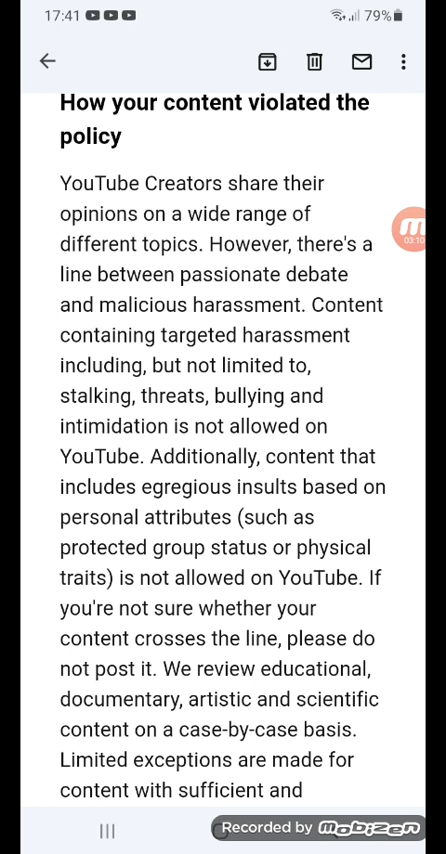 17:41
79%
How your content violated the
policy
YouTube Creators share their
opinions on a wide range of
different topics. However, there's a
line between passionate debate
and malicious harassment. Content
containing targeted harassment
including, but not limited to,
stalking, threats, bullying and
intimidation is not allowed on
YouTube. Additionally, content that
includes egregious insults based on
personal attributes (such as
protected group status or physical
traits) is not allowed on YouTube. If
you're not sure whether your
content crosses the line, please do
not post it. We review educational,
documentary, artistic and scientific
content on a case-by-case basis.
Limited exceptions are made for
content with sufficient and
03:10
Recorded by mobizen